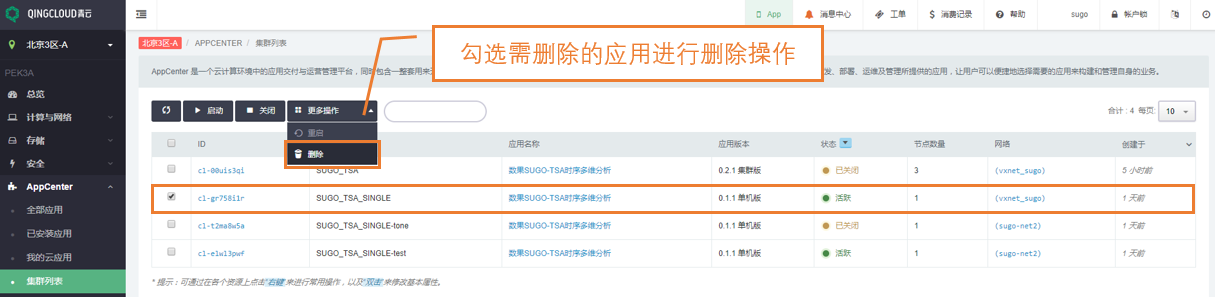 QINGCLOUD青云
App
消息中心
工单
消费记录
帮助
sugo
帐户锁
北京3区-A
北京3区-A / APPCENTER / 集群列表
勾选需删除的应用进行删除操作
PEK3A
AppCenter 是一个云计算环境中的应用交付与运营管理平台，同时包含一整套用来
发、部署、运维及管理所提供的应用，让用户可以便捷地选择需要的应用来构建和管理自身的业务。
总览
计算与网络
存储
安全
AppCenter
全部应用
已安装应用
我的云应用
集群列表
启动
关闭
更多操作
合计：4 每页: 10
重启
删除
ID
应用名称
应用版本
状态
节点数量
网络
创建于
cl-00uis3qi SUGO_TSA 数果SUGO-TSA时序多维分析 0.2.1 集群版 已关闭 3 (vxnet_sugo) 5 小时前
cl-gr758i1r SUGO_TSA_SINGLE 数果SUGO-TSA时序多维分析 0.1.1 单机版 活跃 1 (vxnet_sugo) 1 天前
cl-t2ma8w5a SUGO_TSA_SINGLE-tone 数果SUGO-TSA时序多维分析 0.1.1 单机版 已关闭 1 (sugo-net2) 1 天前
cl-elwl3pwf SUGO_TSA_SINGLE-test 数果SUGO-TSA时序多维分析 0.1.1 单机版 活跃 1 (sugo-net2) 1 天前
* 提示：可通过在各个资源上点击"右键"来进行常用操作，以及"双击"来修改基本属性。